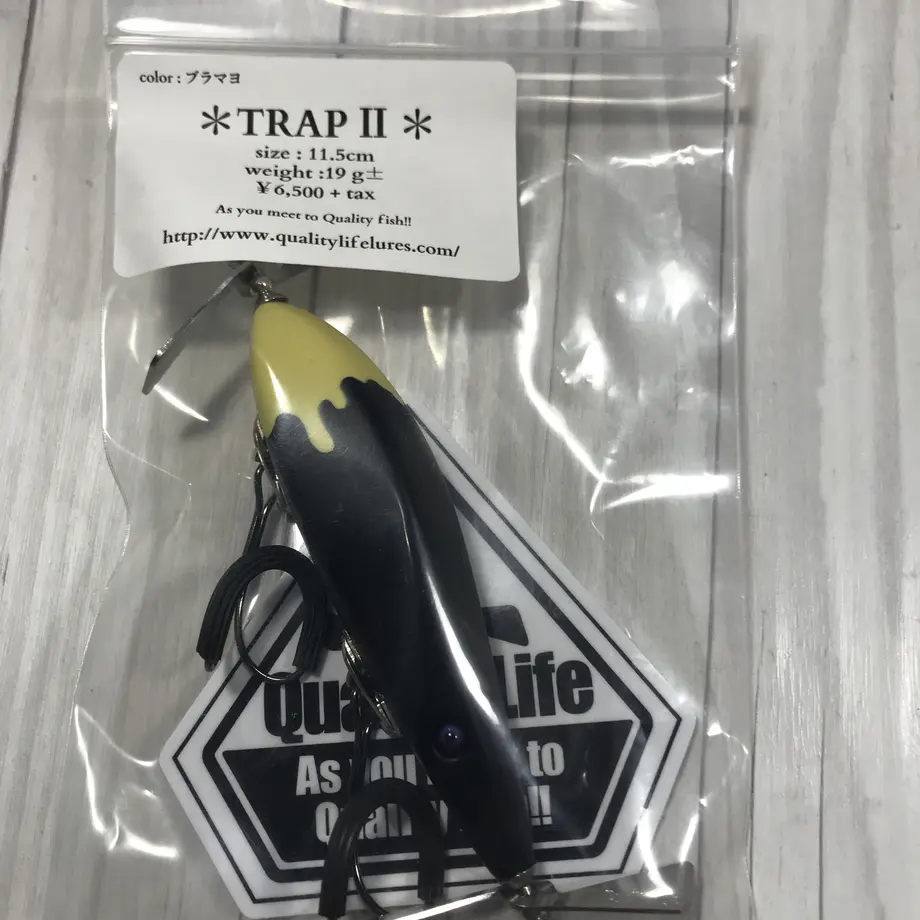 color : ブラマヨ
＊TRAP Ⅱ＊
size : 11.5cm
weight :19 g±
¥6,500 + tax
As you meet to Quality fish!!
http://www.qualitylifelures.com/
Life
As you to
!!